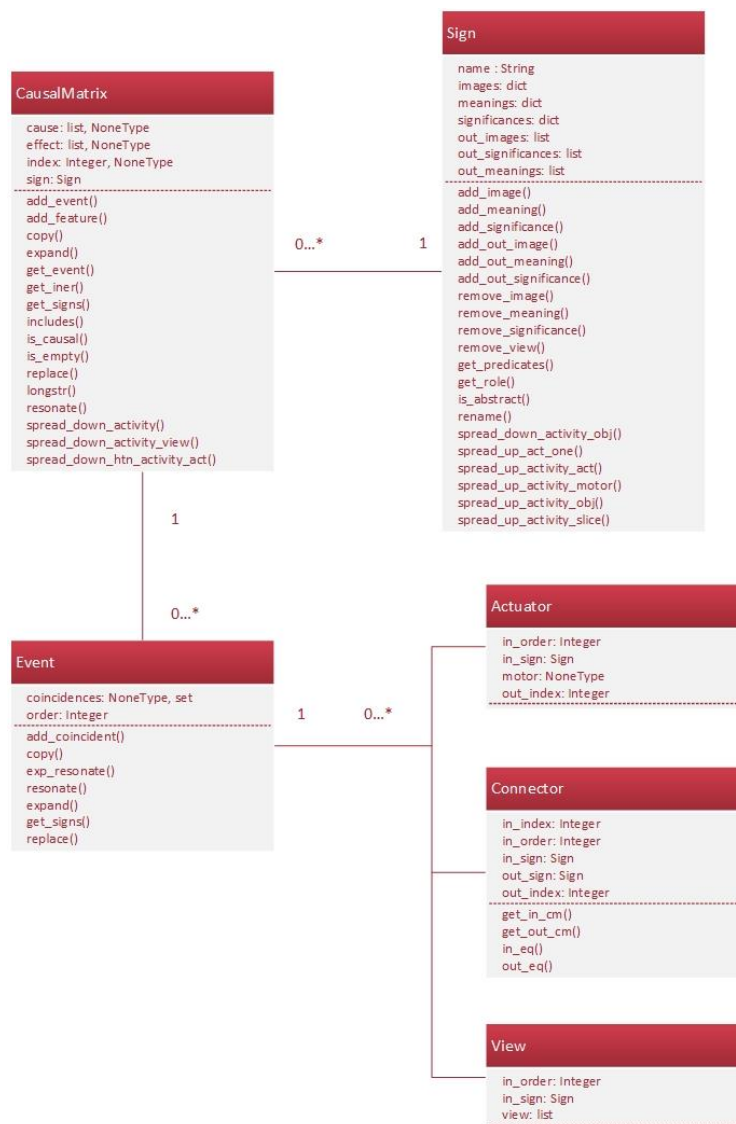 Sign
name : String
images: dict
meanings: dict
significances: dict
out_images: list
out_significances: list
out_meanings: list
add_image()
add_meaning()
add_significance()
add_out_image()
add_out_meaning()
add_out_significance()
remove_image()
remove_meaning()
remove_significance()
remove_view()
get_predicates()
get_role()
is_abstract()
rename()
spread_down_activity_obj()
spread_up_act_one()
spread_up_activity_act()
spread_up_activity_motor()
spread_up_activity_obj()
spread_up_activity_slice()
CausalMatrix
cause: list, NoneType
effect: list, NoneType
index: Integer, NoneType
sign: Sign
add_event()
add_feature()
copy()
expand()
get_event()
get_iner()
get_signs()
includes()
is_causal()
is_empty()
replace()
longstr()
resonate()
spread_down_activity()
spread_down_activity_view()
spread_down_htn_activity_act()
0...*
1
1
0...*
Event
coincidences: NoneType, set
order: Integer
add_coincident()
copy()
exp_resonate()
resonate()
expand()
get_signs()
replace()
1
0...*
Actuator
in_order: Integer
in_sign: Sign
motor: NoneType
out_index: Integer
Connector
in_index: Integer
in_order: Integer
in_sign: Sign
out_sign: Sign
out_index: Integer
get_in_cm()
get_out_cm()
in_eq()
out_eq()
View
in_order: Integer
in_sign: Sign
view: list